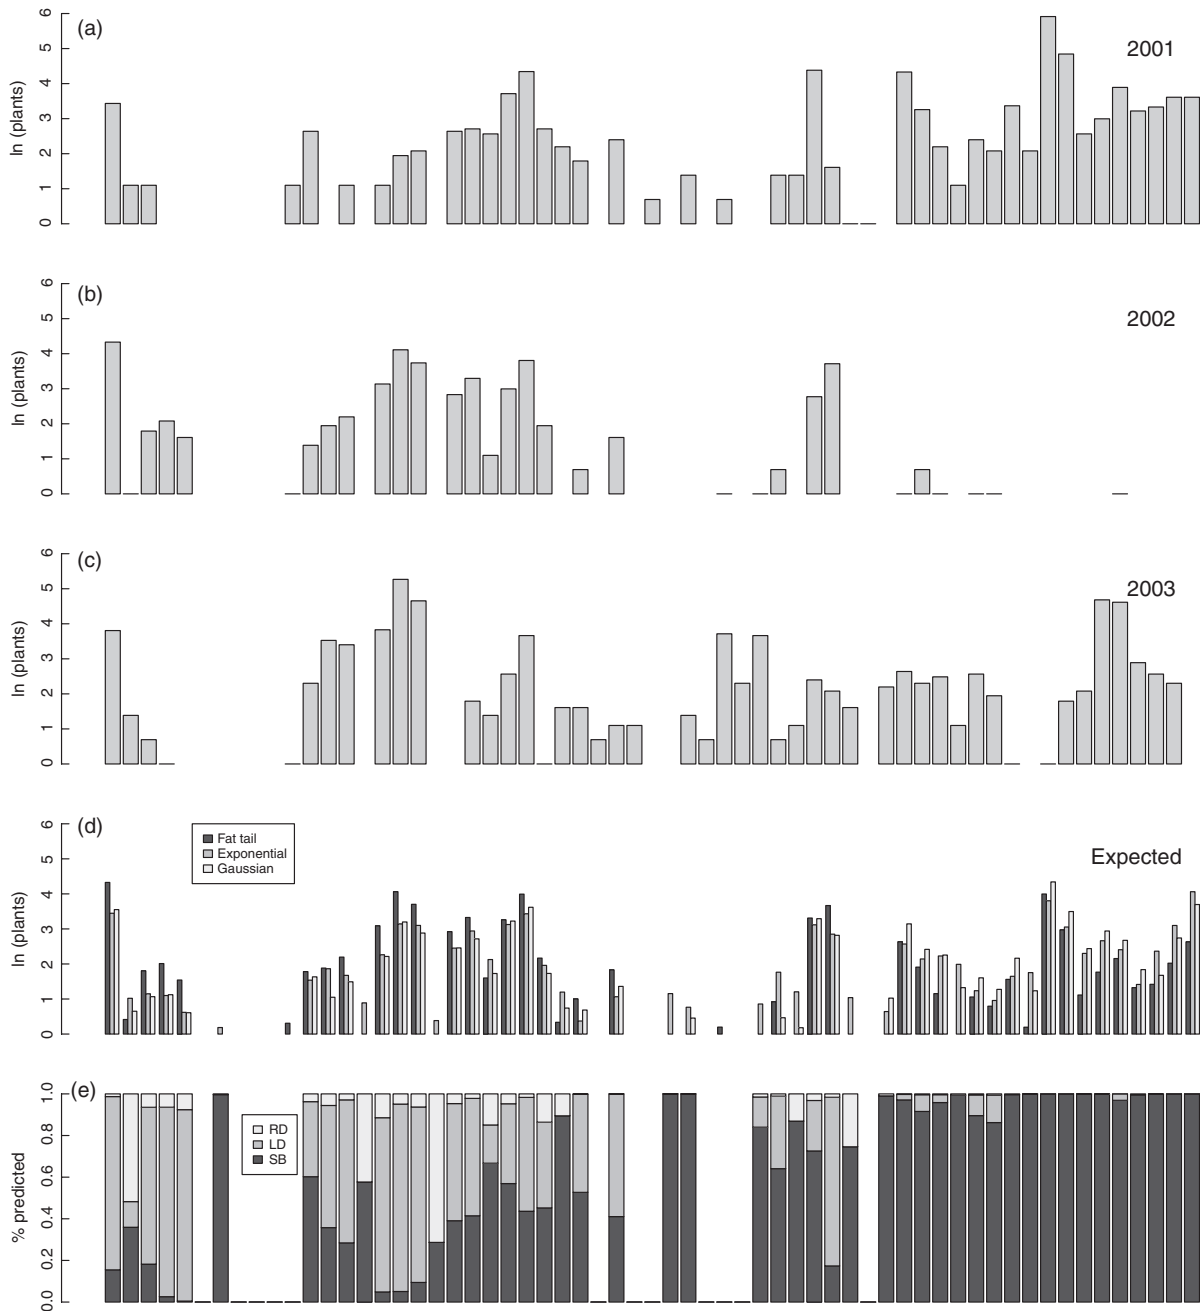 (a)
2001
ln (plants)
0 1 2 3 4 5 6
(b)
2002
ln (plants)
0 1 2 3 4 5 6
(c)
2003
ln (plants)
0 1 2 3 4 5 6
(d)
Fat tail
Exponential
Gaussian
Expected
ln (plants)
0 1 2 3 4 5 6
(e)
RD
LD
SB
% predicted
0.0 0.2 0.4 0.6 0.8 1.0